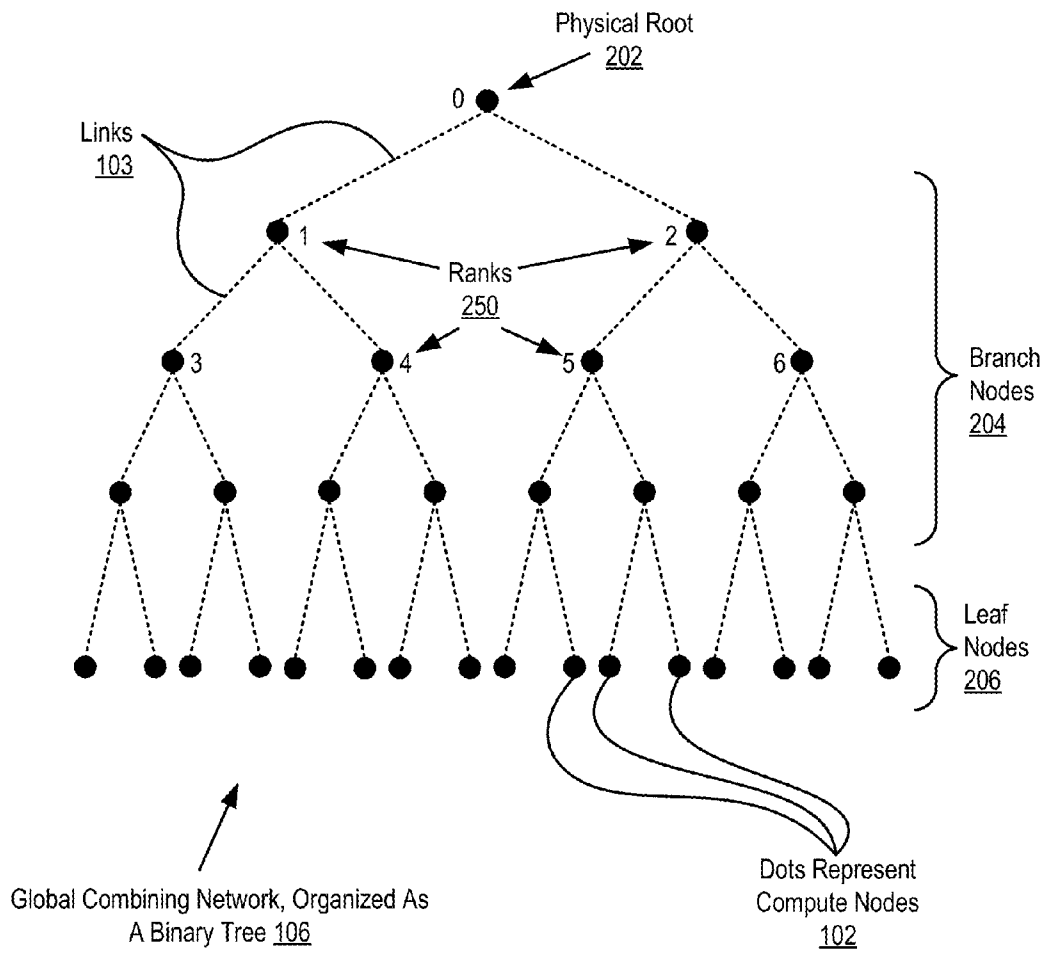 Physical Root
202
0
Links
103
1
2
Ranks
250
3
4
5
6
Branch
Nodes
204
Leaf
Nodes
206
Dots Represent
Compute Nodes
102
Global Combining Network, Organized As
A Binary Tree 106